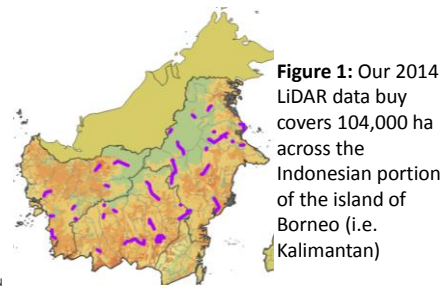 Figure 1: Our 2014
LiDAR data buy
covers 104,000 ha
across the
Indonesian portion
of the island of
Borneo (i.e.
Kalimantan)